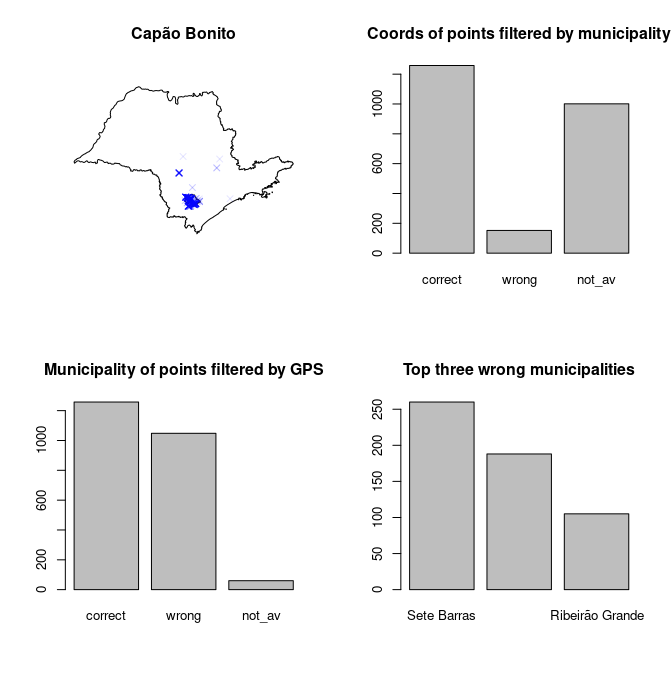 Capão Bonito
Coords of points filtered by municipality
1000
600
200
0
correct wrong not_av
Municipality of points filtered by GPS
1000
600
200
0
correct wrong not_av
Top three wrong municipalities
250
200
150
100
50
0
Sete Barras Ribeirão Grande